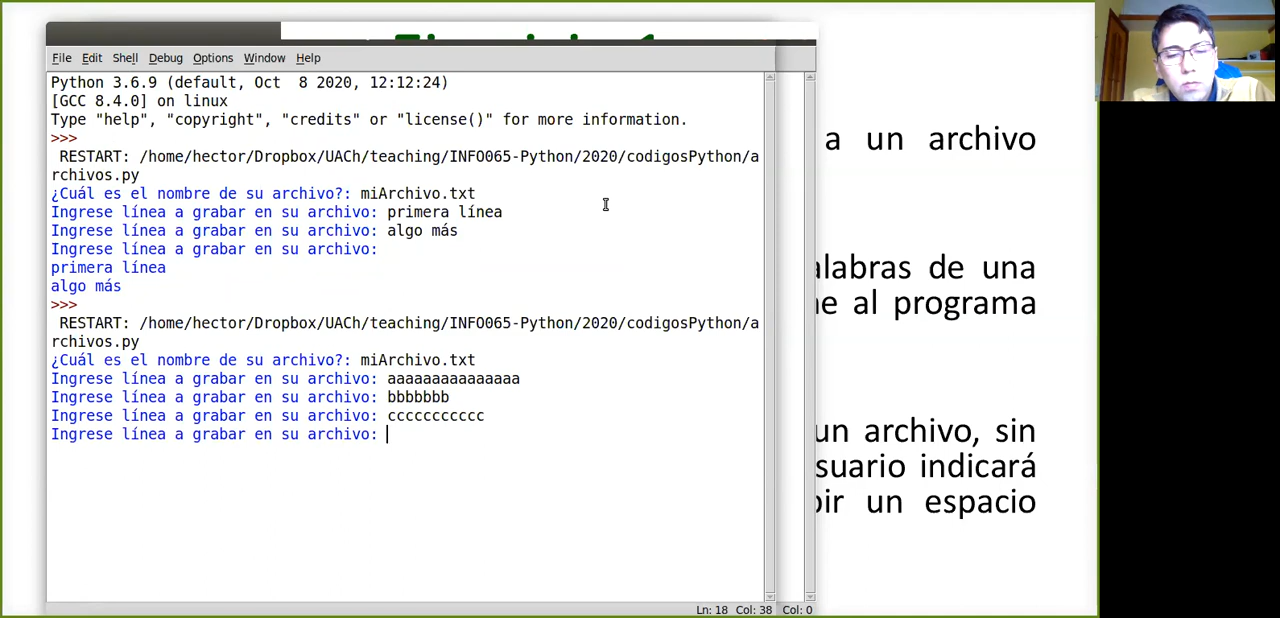 File Edit Shell Debug Options Window Help
Python 3.6.9 (default, Oct  8 2020, 12:12:24)
[GCC 8.4.0] on linux
Type "help", "copyright", "credits" or "license()" for more information.
>>>
RESTART: /home/hector/Dropbox/UACh/teaching/INFO065-Python/2020/codigosPython/a
rchivos.py
¿Cuál es el nombre de su archivo?: miArchivo.txt
Ingrese línea a grabar en su archivo: primera línea
Ingrese línea a grabar en su archivo: algo más
Ingrese línea a grabar en su archivo:
primera línea
algo más
>>>
RESTART: /home/hector/Dropbox/UACh/teaching/INFO065-Python/2020/codigosPython/a
rchivos.py
¿Cuál es el nombre de su archivo?: miArchivo.txt
Ingrese línea a grabar en su archivo: aaaaaaaaaaaaaaa
Ingrese línea a grabar en su archivo: bbbbbbb
Ingrese línea a grabar en su archivo: ccccccccccc
Ingrese línea a grabar en su archivo:
Ln: 18 Col: 38 Col: 0
a un archivo
alabras de una
al programa
un archivo, sin
suario indicará
un espacio